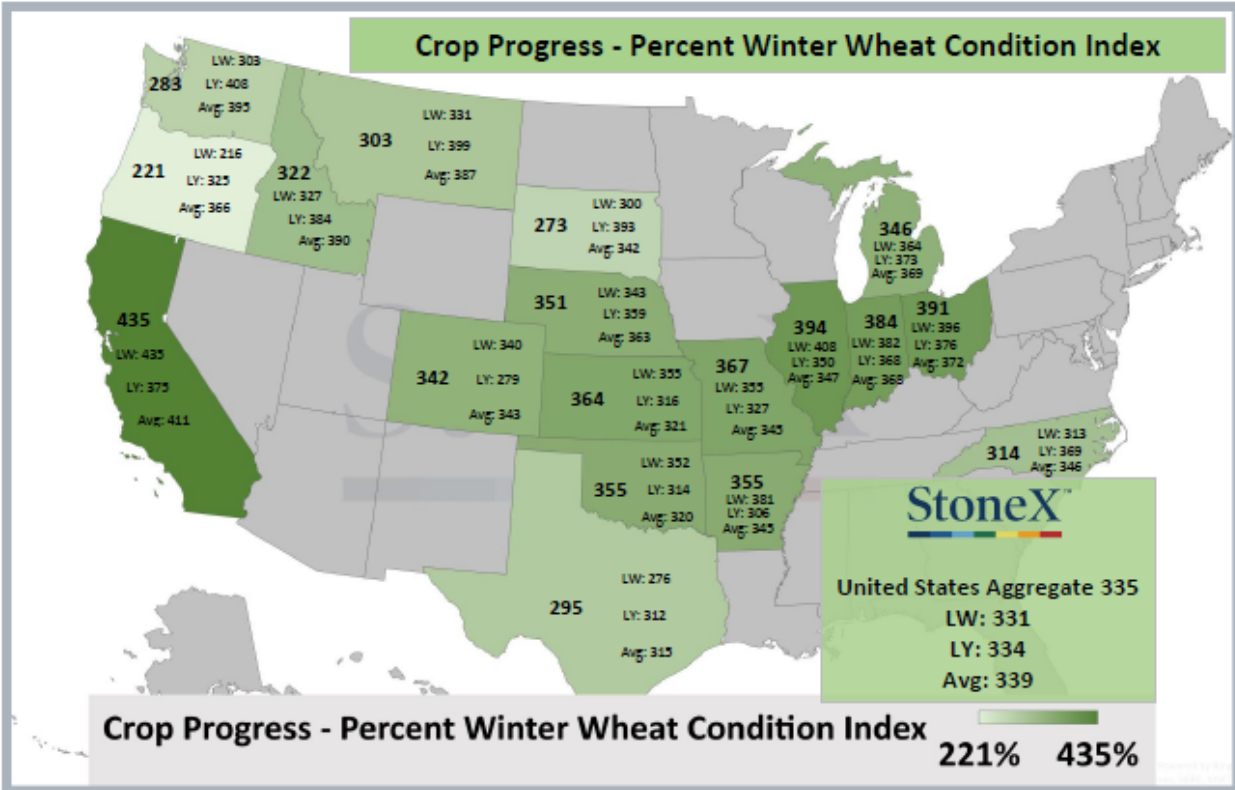 Crop Progress - Percent Winter Wheat Condition Index
283
LW: 303
LY: 408
Avg: 395
221
LW: 216
LY: 325
Avg: 366
322
LW: 327
LY: 384
Avg: 390
303
LW: 331
LY: 399
Avg: 387
273
LW: 300
LY: 393
Avg: 342
346
LW: 364
LY: 373
Avg: 369
435
LW: 435
LY: 375
Avg: 411
351
LW: 343
LY: 359
Avg: 363
342
LW: 340
LY: 279
Avg: 343
364
LW: 355
LY: 316
Avg: 321
367
LW: 355
LY: 327
Avg: 345
394
LW: 408
LY: 350
Avg: 347
384
LW: 382
LY: 368
Avg: 368
391
LW: 396
LY: 376
Avg: 372
314
LW: 313
LY: 369
Avg: 346
355
LW: 352
LY: 314
Avg: 320
355
LW: 381
LY: 306
Avg: 345
295
LW: 276
LY: 312
Avg: 315
StoneX™
United States Aggregate 335
LW: 331
LY: 334
Avg: 339
Crop Progress - Percent Winter Wheat Condition Index
221% 435%